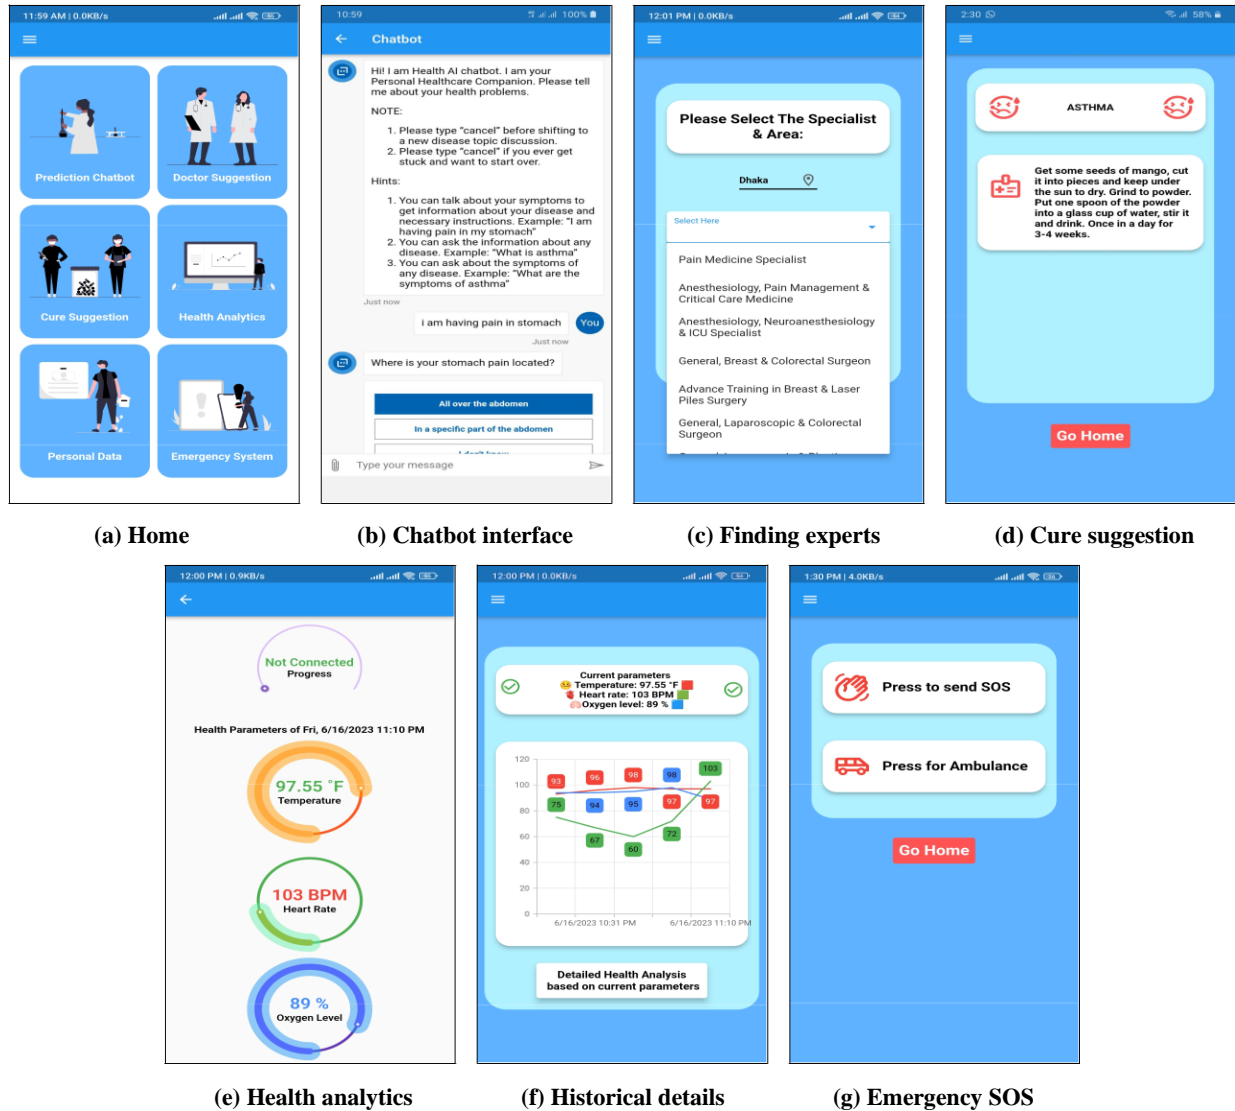 11:59 AM | 0.0KB/s
Prediction Chatbot
Doctor Suggestion
Cure Suggestion
Health Analytics
Personal Data
Emergency System
(a) Home
10:59
100%
Chatbot
Hi! I am Health AI chatbot. I am your
Personal Healthcare Companion. Please tell
me about your health problems.
NOTE:
1. Please type "cancel" before shifting to
a new disease topic discussion.
2. Please type "cancel" if you ever get
stuck and want to start over.
Hints:
1. You can talk about your symptoms to
get information about your disease and
necessary instructions. Example: "I am
having pain in my stomach"
2. You can ask the information about any
disease. Example: "What is asthma"
3. You can ask about the symptoms of
any disease. Example: "What are the
symptoms of asthma"
Just now
i am having pain in stomach
You
Just now
Where is your stomach pain located?
All over the abdomen
In a specific part of the abdomen
I don't know
Type your message
(b) Chatbot interface
12:01 PM | 0.0KB/s
Please Select The Specialist
& Area:
Dhaka
Select Here
Pain Medicine Specialist
Anesthesiology, Pain Management &
Critical Care Medicine
Anesthesiology, Neuroanesthesiology
& ICU Specialist
General, Breast & Colorectal Surgeon
Advance Training in Breast & Laser
Piles Surgery
General, Laparoscopic & Colorectal
Surgeon
(c) Finding experts
2:30
58%
ASTHMA
Get some seeds of mango, cut
it into pieces and keep under
the sun to dry. Grind to powder.
Put one spoon of the powder
into a glass cup of water, stir it
and drink. Once in a day for
3-4 weeks.
Go Home
(d) Cure suggestion
12:00 PM | 0.9KB/s
Not Connected
Progress
Health Parameters of Fri, 6/16/2023 11:10 PM
97.55 °F
Temperature
103 BPM
Heart Rate
89 %
Oxygen Level
(e) Health analytics
12:00 PM | 0.0KB/s
54
Current parameters
Temperature: 97.55 °F
Heart rate: 103 BPM
Oxygen level: 89 %
120
100
80
60
40
20
0
93 96 98 98 103
75 94 95 97 97
67 60 72
6/16/2023 10:31 PM
6/16/2023 11:10 PM
Detailed Health Analysis
based on current parameters
(f) Historical details
1:30 PM | 4.0KB/s
Press to send SOS
Press for Ambulance
Go Home
(g) Emergency SOS